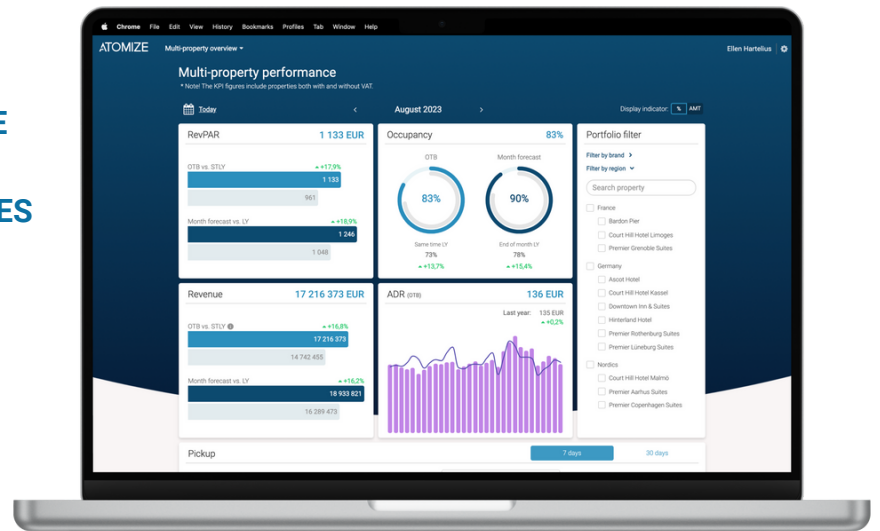 E
ES
Chrome File Edit View History Bookmarks Profiles Tab Window Help
ATOMIZE Multi-property overview Ellen Hartelius
Multi-property performance
* Note! The KPI figures include properties both with and without VAT.
Today < August 2023 > Display indicator: % AMT
RevPAR 1 133 EUR
OTB vs. STLY +17,9%
1 133
961
Month forecast vs. LY +18,9%
1 246
1 048
Occupancy 83%
OTB Month forecast
83% 90%
Same time LY End of month LY
73% 78%
+13,7% +15,4%
Portfolio filter
Filter by brand >
Filter by region
Search property
France
Bardon Pier
Court Hill Hotel Limoges
Premier Grenoble Suites
Germany
Ascot Hotel
Court Hill Hotel Kassel
Downtown Inn & Suites
Hinterland Hotel
Premier Rothenburg Suites
Premier Lüneburg Suites
Nordics
Court Hill Hotel Malmö
Premier Aarhus Suites
Premier Copenhagen Suites
Revenue 17 216 373 EUR
OTB vs. STLY +16,8%
17 216 373
14 742 455
Month forecast vs. LY +16,2%
18 933 821
16 289 473
ADR (OTB) 136 EUR
Last year: 135 EUR
+0,2%
Pickup 7 days 30 days